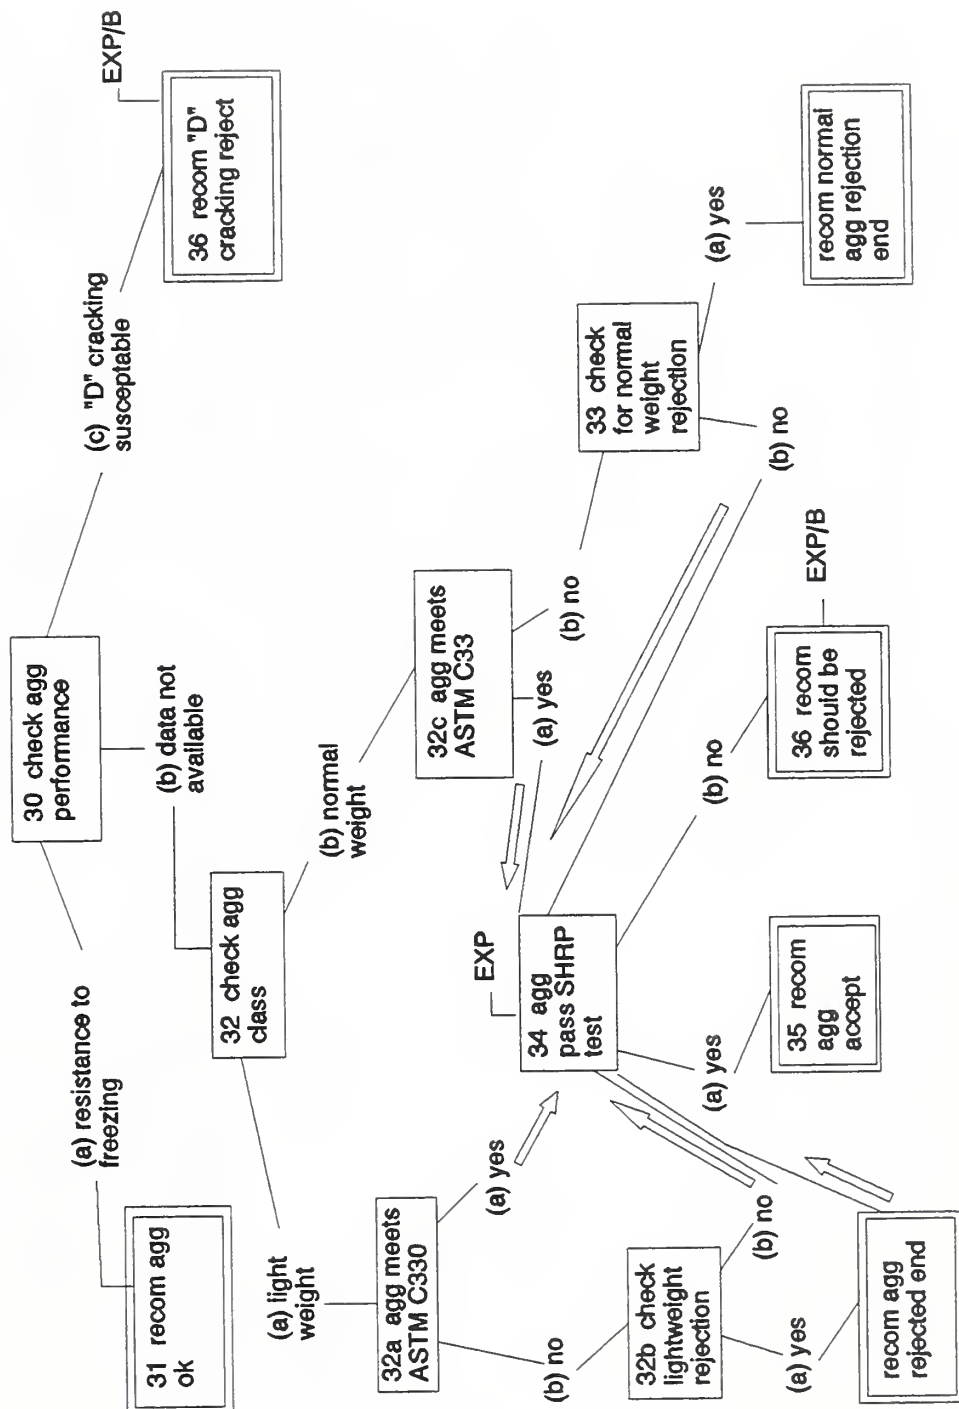 30 check agg
performance
(a) resistance to
freezing
(b) data not
available
(c) "D" cracking
susceptable
EXP/B
31 recom agg
ok
32 check agg
class
36 recom "D"
cracking reject
(a) light
weight
(b) normal
weight
32a agg meets
ASTM C330
32c agg meets
ASTM C33
(a) yes
(b) no
EXP
(a) yes
(b) no
34 agg
pass SHRP
test
33 check
for normal
weight
rejection
32b check
lightweight
rejection
(b) no
(a) yes
(a) yes
(b) no
(b) no
(a) yes
recom agg
rejected end
35 recom
agg
accept
36 recom
should be
rejected
EXP/B
recom normal
agg rejection
end